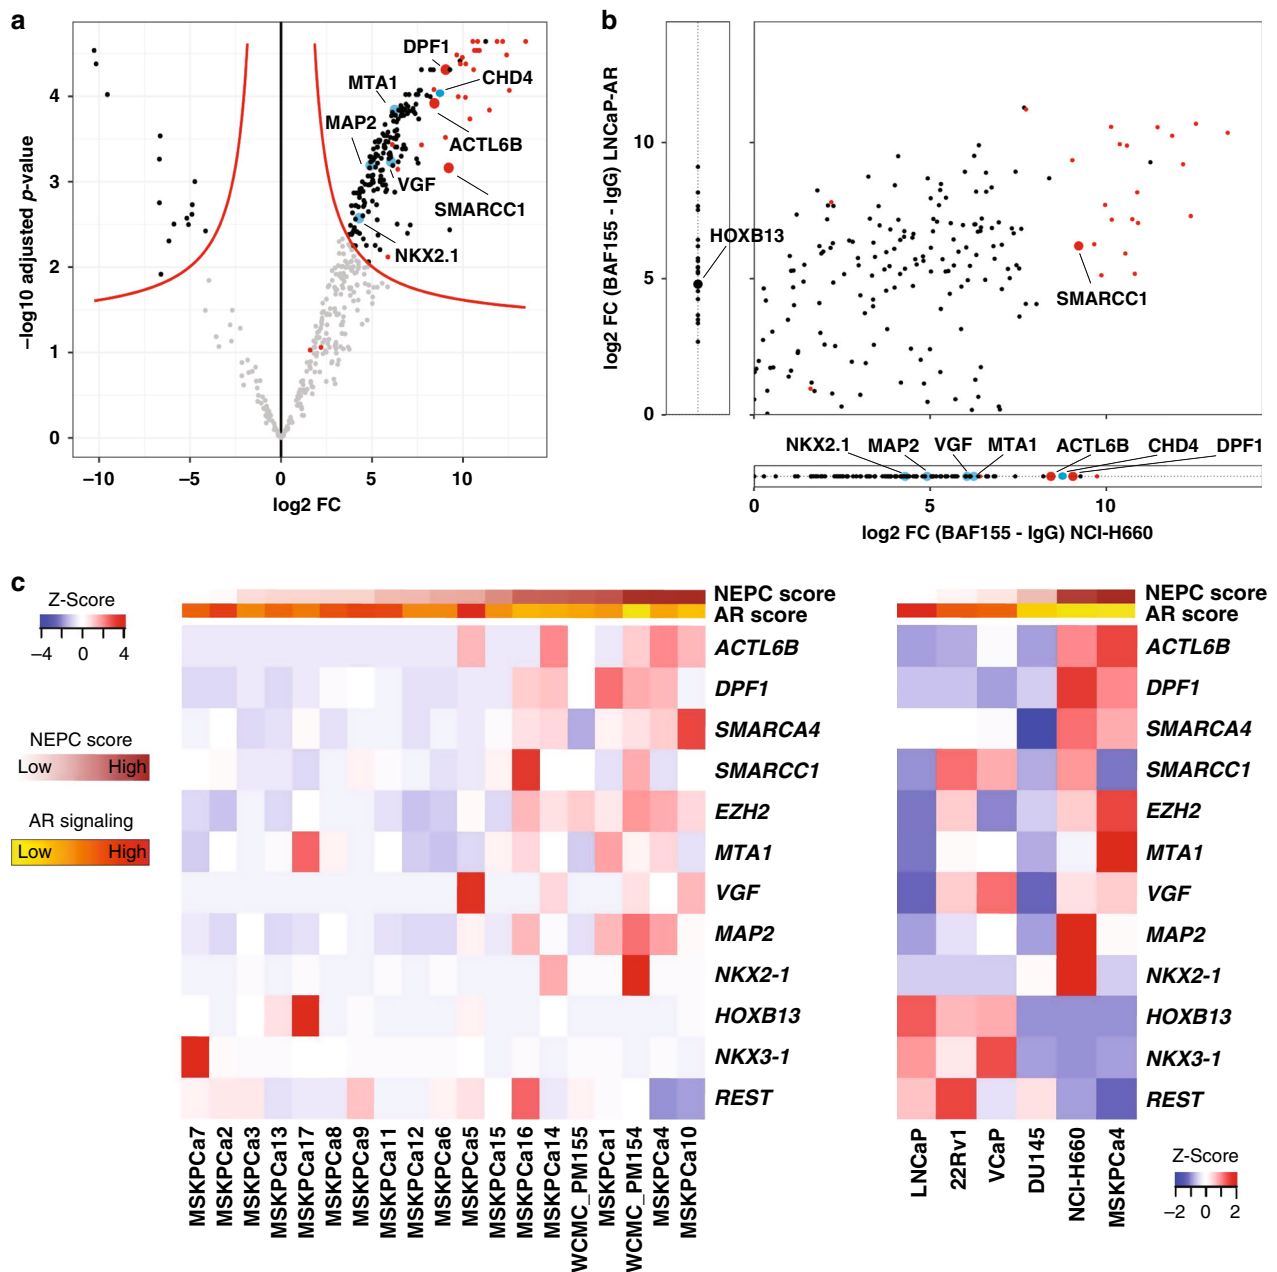 a
DPF1
CHD4
MTA1
MAP2
ACTL6B
VGF
SMARCC1
NKX2.1
4
3
2
1
0
–log10 adjusted p-value
–10
–5
0
5
10
log2 FC
b
log2 FC (BAF155 - IgG) LNCaP-AR
10
5
0
HOXB13
SMARCC1
NKX2.1
MAP2
VGF
MTA1
ACTL6B
CHD4
DPF1
0
5
10
log2 FC (BAF155 - IgG) NCI-H660
c
Z-Score
–4 0 4
NEPC score
Low High
AR signaling
Low High
NEPC score
AR score
ACTL6B
DPF1
SMARCA4
SMARCC1
EZH2
MTA1
VGF
MAP2
NKX2-1
HOXB13
NKX3-1
REST
MSKPCa7
MSKPCa2
MSKPCa3
MSKPCa13
MSKPCa17
MSKPCa8
MSKPCa9
MSKPCa11
MSKPCa12
MSKPCa6
MSKPCa5
MSKPCa15
MSKPCa16
MSKPCa14
WCMC_PM155
MSKPCa1
WCMC_PM154
MSKPCa4
MSKPCa10
NEPC score
AR score
ACTL6B
DPF1
SMARCA4
SMARCC1
EZH2
MTA1
VGF
MAP2
NKX2-1
HOXB13
NKX3-1
REST
LNCaP
22Rv1
VCaP
DU145
NCI-H660
MSKPCa4
Z-Score
–2 0 2